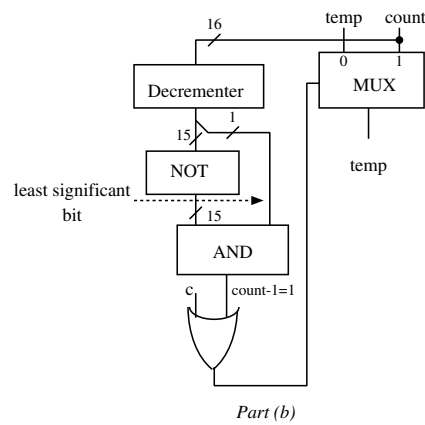 16
temp count
0 1
MUX
Decrementer
temp
1
15
NOT
least significant
bit
15
AND
c
count-1=1
Part (b)